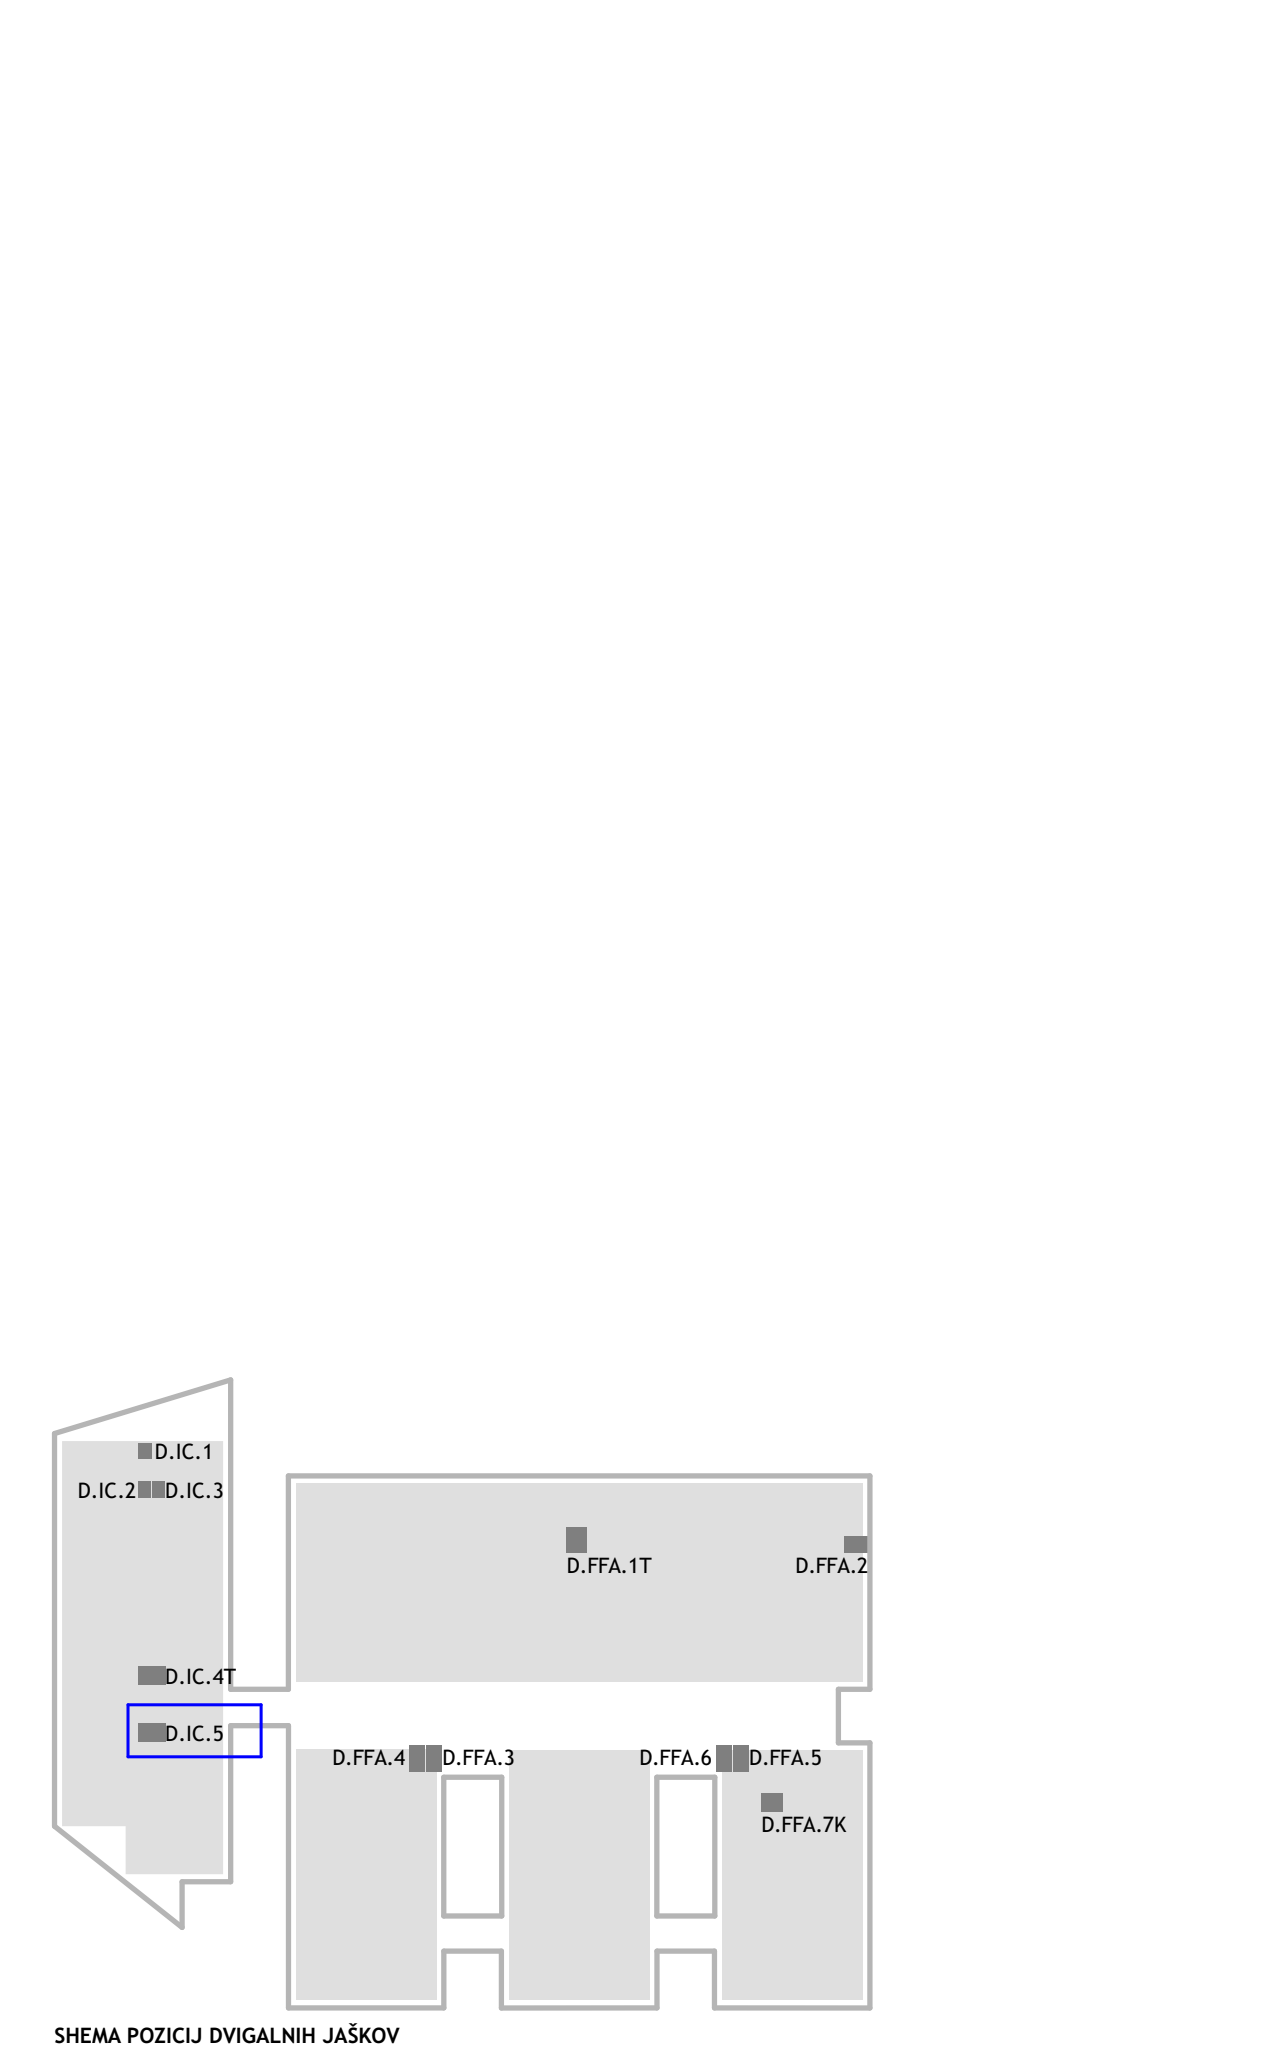 D.IC.1
D.IC.2 D.IC.3
D.FFA.1T D.FFA.2
D.IC.4T
D.IC.5
D.FFA.4 D.FFA.3 D.FFA.6 D.FFA.5
D.FFA.7K
SHEMA POZICIJ DVIGALNIH JAŠKOV